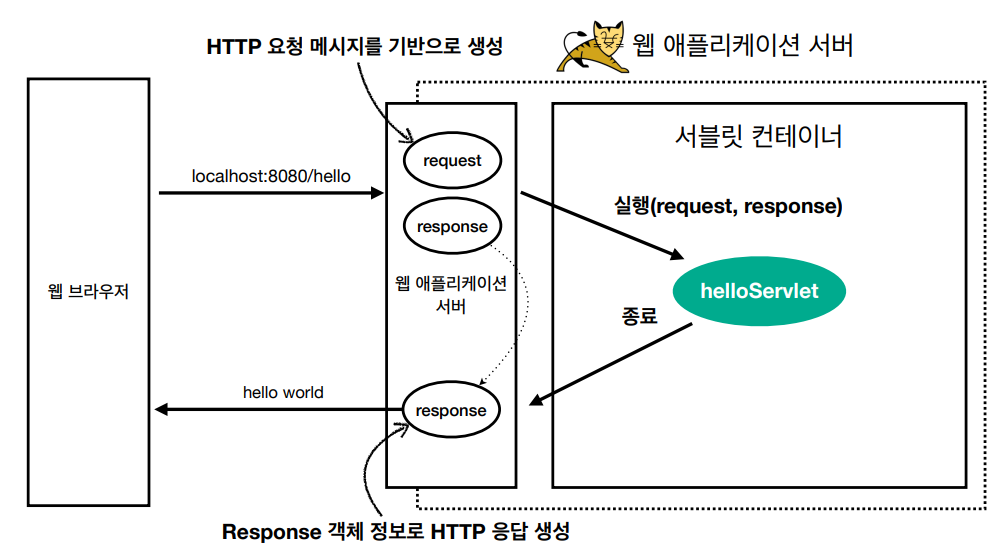 HTTP 요청 메시지를 기반으로 생성
웹 애플리케이션 서버
서블릿 컨테이너
request
localhost:8080/hello
실행(request, response)
response
웹 브라우저
웹 애플리케이션
서버
helloServlet
종료
hello world
response
Response 객체 정보로 HTTP 응답 생성